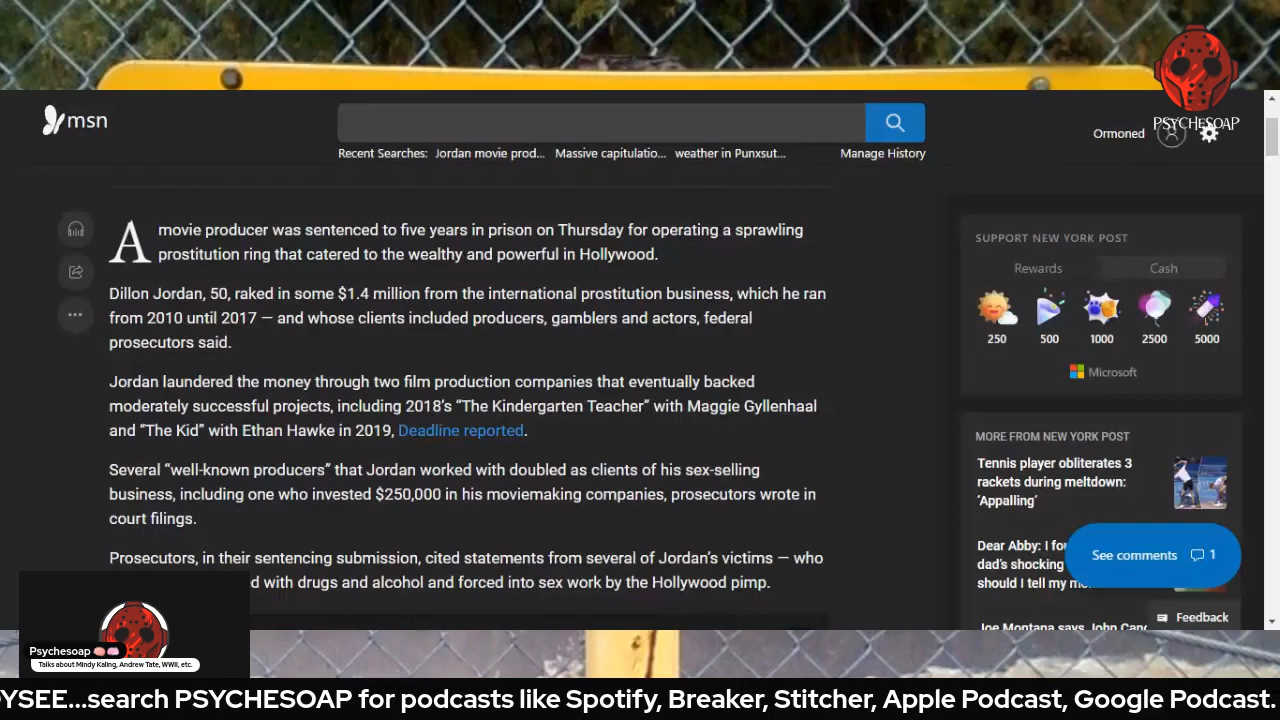 msn
PSYCHESOAP
Ormoned
Recent Searches: Jordan movie prod... Massive capitulatio... weather in Punxsut... Manage History
A movie producer was sentenced to five years in prison on Thursday for operating a sprawling
prostitution ring that catered to the wealthy and powerful in Hollywood.
Dillon Jordan, 50, raked in some $1.4 million from the international prostitution business, which he ran
from 2010 until 2017 — and whose clients included producers, gamblers and actors, federal
prosecutors said.
Jordan laundered the money through two film production companies that eventually backed
moderately successful projects, including 2018's “The Kindergarten Teacher” with Maggie Gyllenhaal
and “The Kid” with Ethan Hawke in 2019, Deadline reported.
Several “well-known producers” that Jordan worked with doubled as clients of his sex-selling
business, including one who invested $250,000 in his moviemaking companies, prosecutors wrote in
court filings.
Prosecutors, in their sentencing submission, cited statements from several of Jordan's victims — who
with drugs and alcohol and forced into sex work by the Hollywood pimp.
SUPPORT NEW YORK POST
Rewards Cash
250 500 1000 2500 5000
Microsoft
MORE FROM NEW YORK POST
Tennis player obliterates 3
rackets during meltdown:
'Appalling'
Dear Abby: I
dad's shocking
should I tell my
See comments 1
Feedback
Joe Montana says John
Psychesoap
Talks about Mindy Kaling, Andrew Tate, WWII, etc.
YSEE...search PSYCHESOAP for podcasts like Spotify, Breaker, Stitcher, Apple Podcast, Google Podcast.